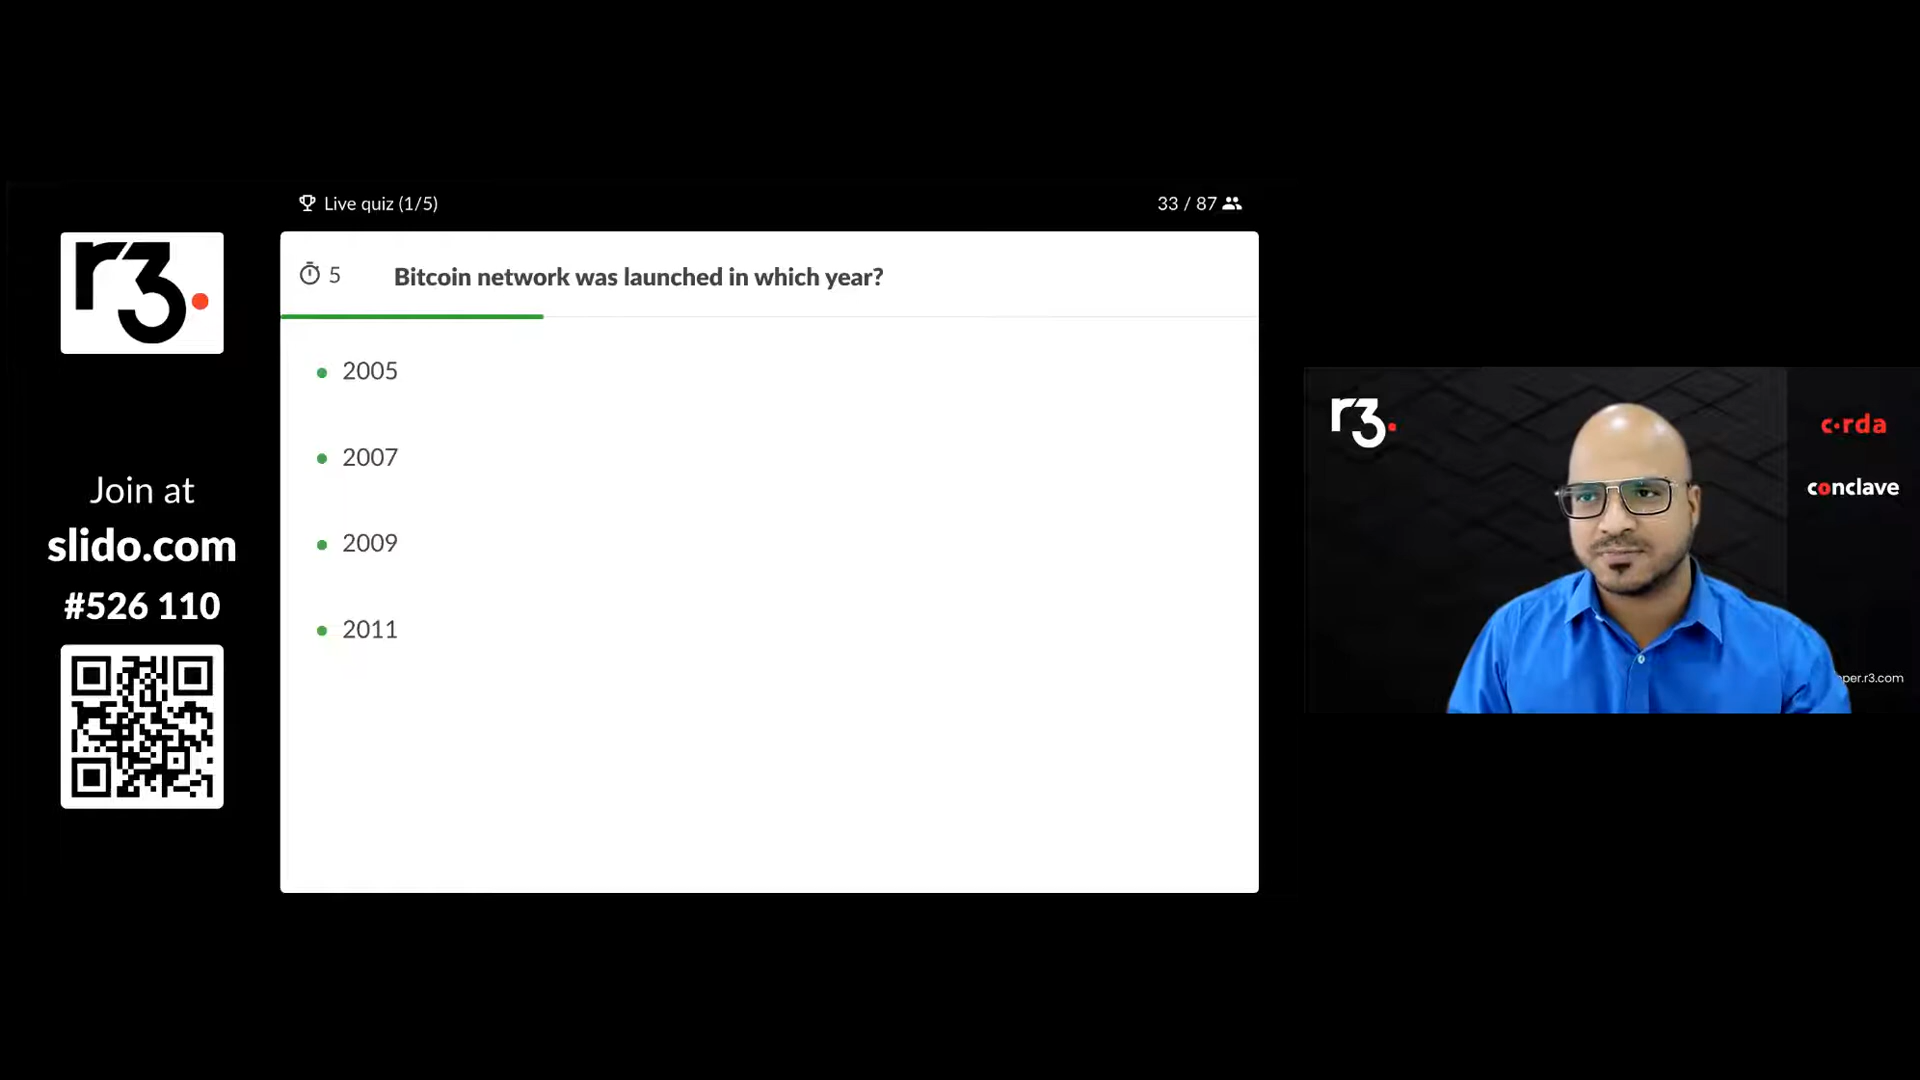 Live quiz (1/5)
33 / 87
r3.
5
Bitcoin network was launched in which year?
2005
2007
2009
2011
Join at
slido.com
#526 110
r3.
c·rda
conclave
per.r3.com